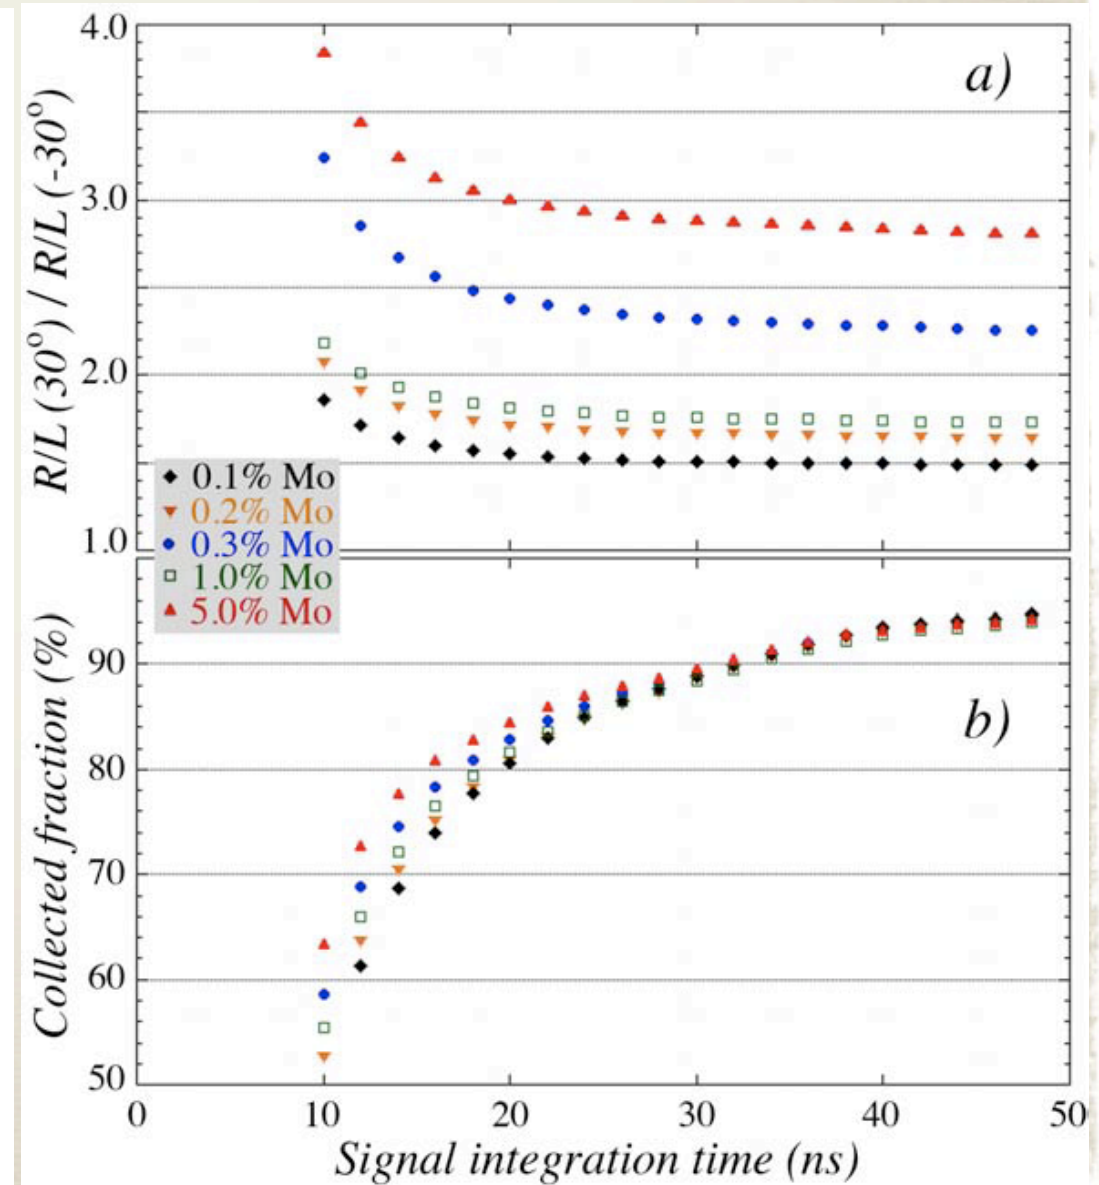 4.0
a)
3.0
2.0
1.0
R/L (30°) / R/L (-30°)
0.1% Mo
0.2% Mo
0.3% Mo
1.0% Mo
5.0% Mo
90
b)
80
70
60
50
Collected fraction (%)
0 10 20 30 40 50
Signal integration time (ns)